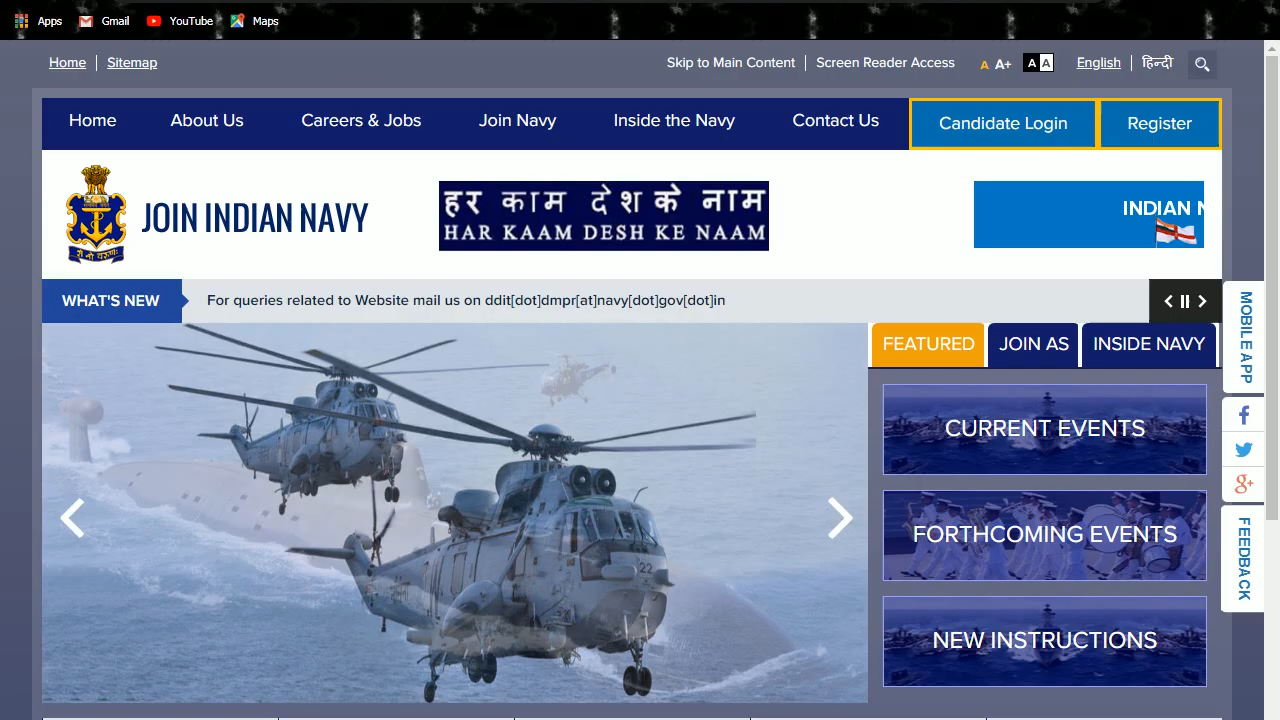 Apps Gmail YouTube Maps
Home Sitemap Skip to Main Content Screen Reader Access A A+ A A English हिन्दी
Home About Us Careers & Jobs Join Navy Inside the Navy Contact Us Candidate Login Register
JOIN INDIAN NAVY
हर काम देश के नाम
HAR KAAM DESH KE NAAM
INDIAN N
WHAT'S NEW For queries related to Website mail us on ddit[dot]dmpr[at]navy[dot]gov[dot]in
MOBILE APP
FEATURED JOIN AS INSIDE NAVY
CURRENT EVENTS
FORTHCOMING EVENTS
NEW INSTRUCTIONS
22
g+
FEEDBACK